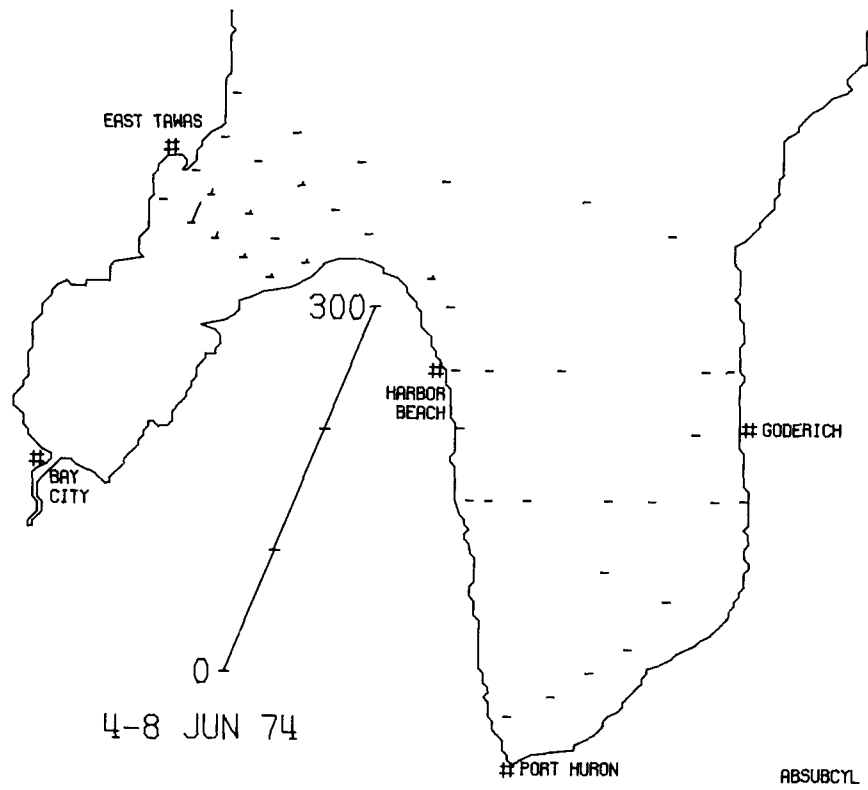 EAST TAWAS
300
HARBOR
BEACH
GODERICH
BAY
CITY
0
4-8 JUN 74
PORT HURON
ABSUBCYL